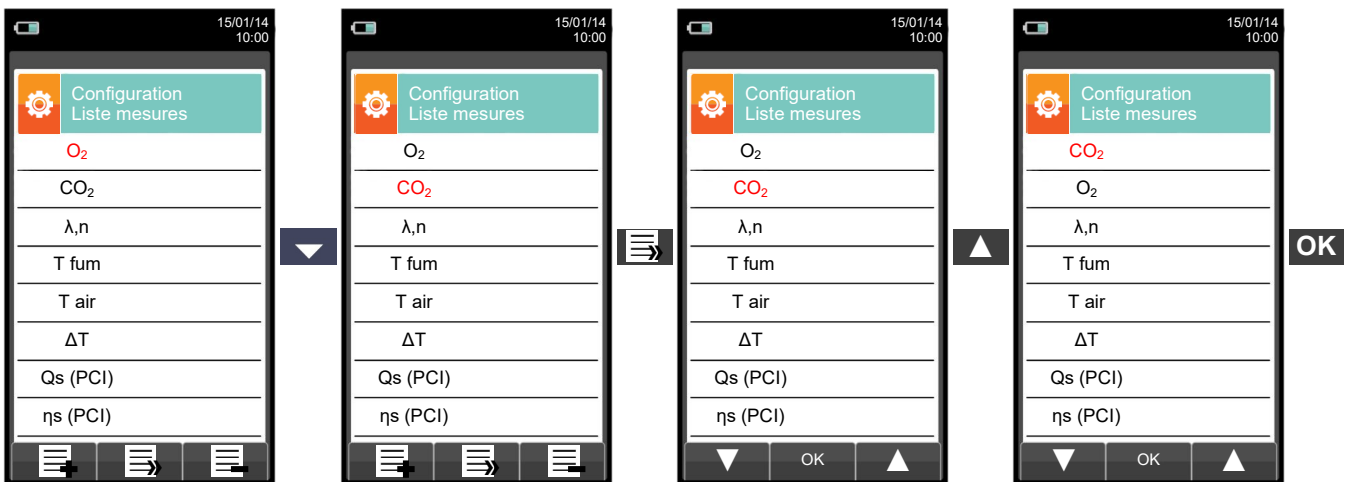 15/01/14
10:00
Configuration
Liste mesures
O₂
CO₂
λ,n
T fum
T air
ΔT
Qs (PCI)
ηs (PCI)
15/01/14
10:00
Configuration
Liste mesures
O₂
CO₂
λ,n
T fum
T air
ΔT
Qs (PCI)
ηs (PCI)
15/01/14
10:00
Configuration
Liste mesures
O₂
CO₂
λ,n
T fum
T air
ΔT
Qs (PCI)
ηs (PCI)
OK
15/01/14
10:00
Configuration
Liste mesures
CO₂
O₂
λ,n
T fum
T air
ΔT
Qs (PCI)
ηs (PCI)
OK
OK